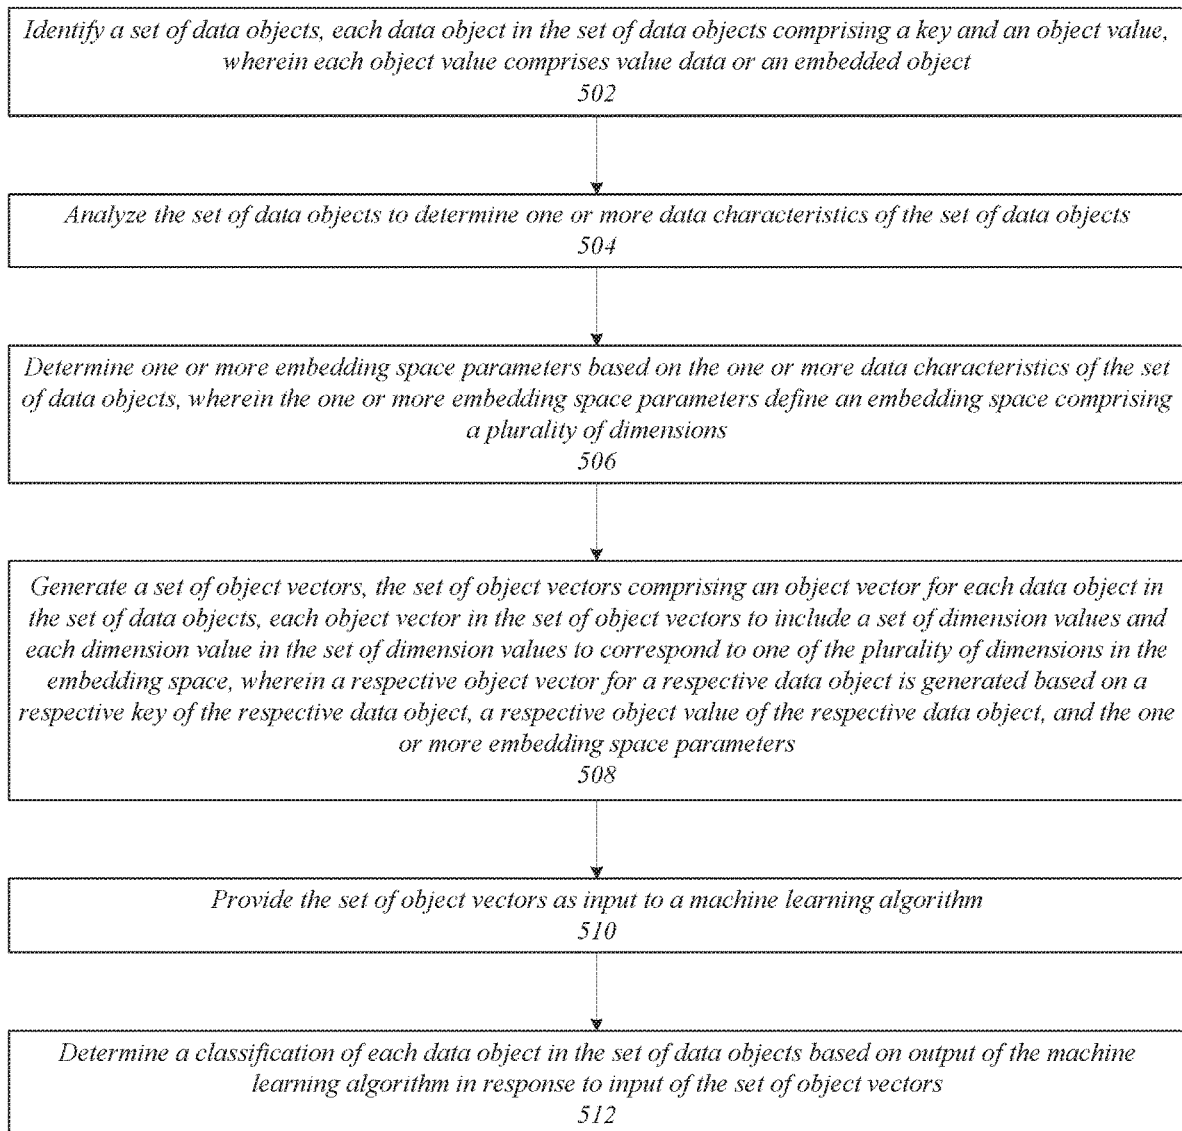 Identify a set of data objects, each data object in the set of data objects comprising a key and an object value,
wherein each object value comprises value data or an embedded object
502
Analyze the set of data objects to determine one or more data characteristics of the set of data objects
504
Determine one or more embedding space parameters based on the one or more data characteristics of the set
of data objects, wherein the one or more embedding space parameters define an embedding space comprising
a plurality of dimensions
506
Generate a set of object vectors, the set of object vectors comprising an object vector for each data object in
the set of data objects, each object vector in the set of object vectors to include a set of dimension values and
each dimension value in the set of dimension values to correspond to one of the plurality of dimensions in the
embedding space, wherein a respective object vector for a respective data object is generated based on a
respective key of the respective data object, a respective object value of the respective data object, and the one
or more embedding space parameters
508
Provide the set of object vectors as input to a machine learning algorithm
510
Determine a classification of each data object in the set of data objects based on output of the machine
learning algorithm in response to input of the set of object vectors
512